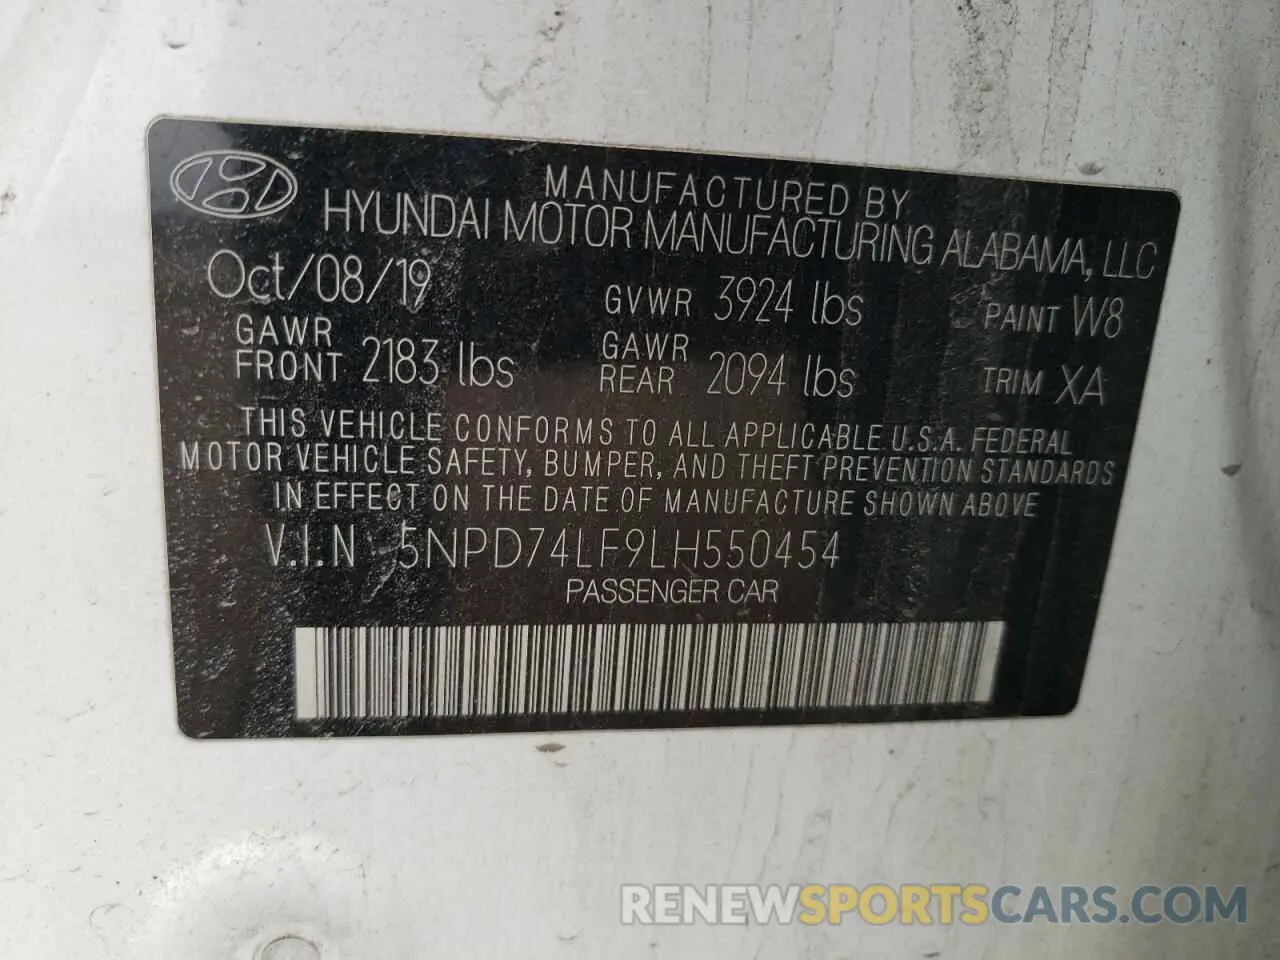 MANUFACTURED BY
HYUNDAI MOTOR MANUFACTURING ALABAMA, LLC
Oct/08/19 GVWR 3924 lbs PAINT W8
GAWR FRONT 2183 lbs GAWR REAR 2094 lbs TRIM XA
THIS VEHICLE CONFORMS TO ALL APPLICABLE U.S.A. FEDERAL
MOTOR VEHICLE SAFETY, BUMPER, AND THEFT PREVENTION STANDARDS
IN EFFECT ON THE DATE OF MANUFACTURE SHOWN ABOVE
V.I.N 5NPD74LF9LH550454
PASSENGER CAR
RENEWSPORTSCARS.COM